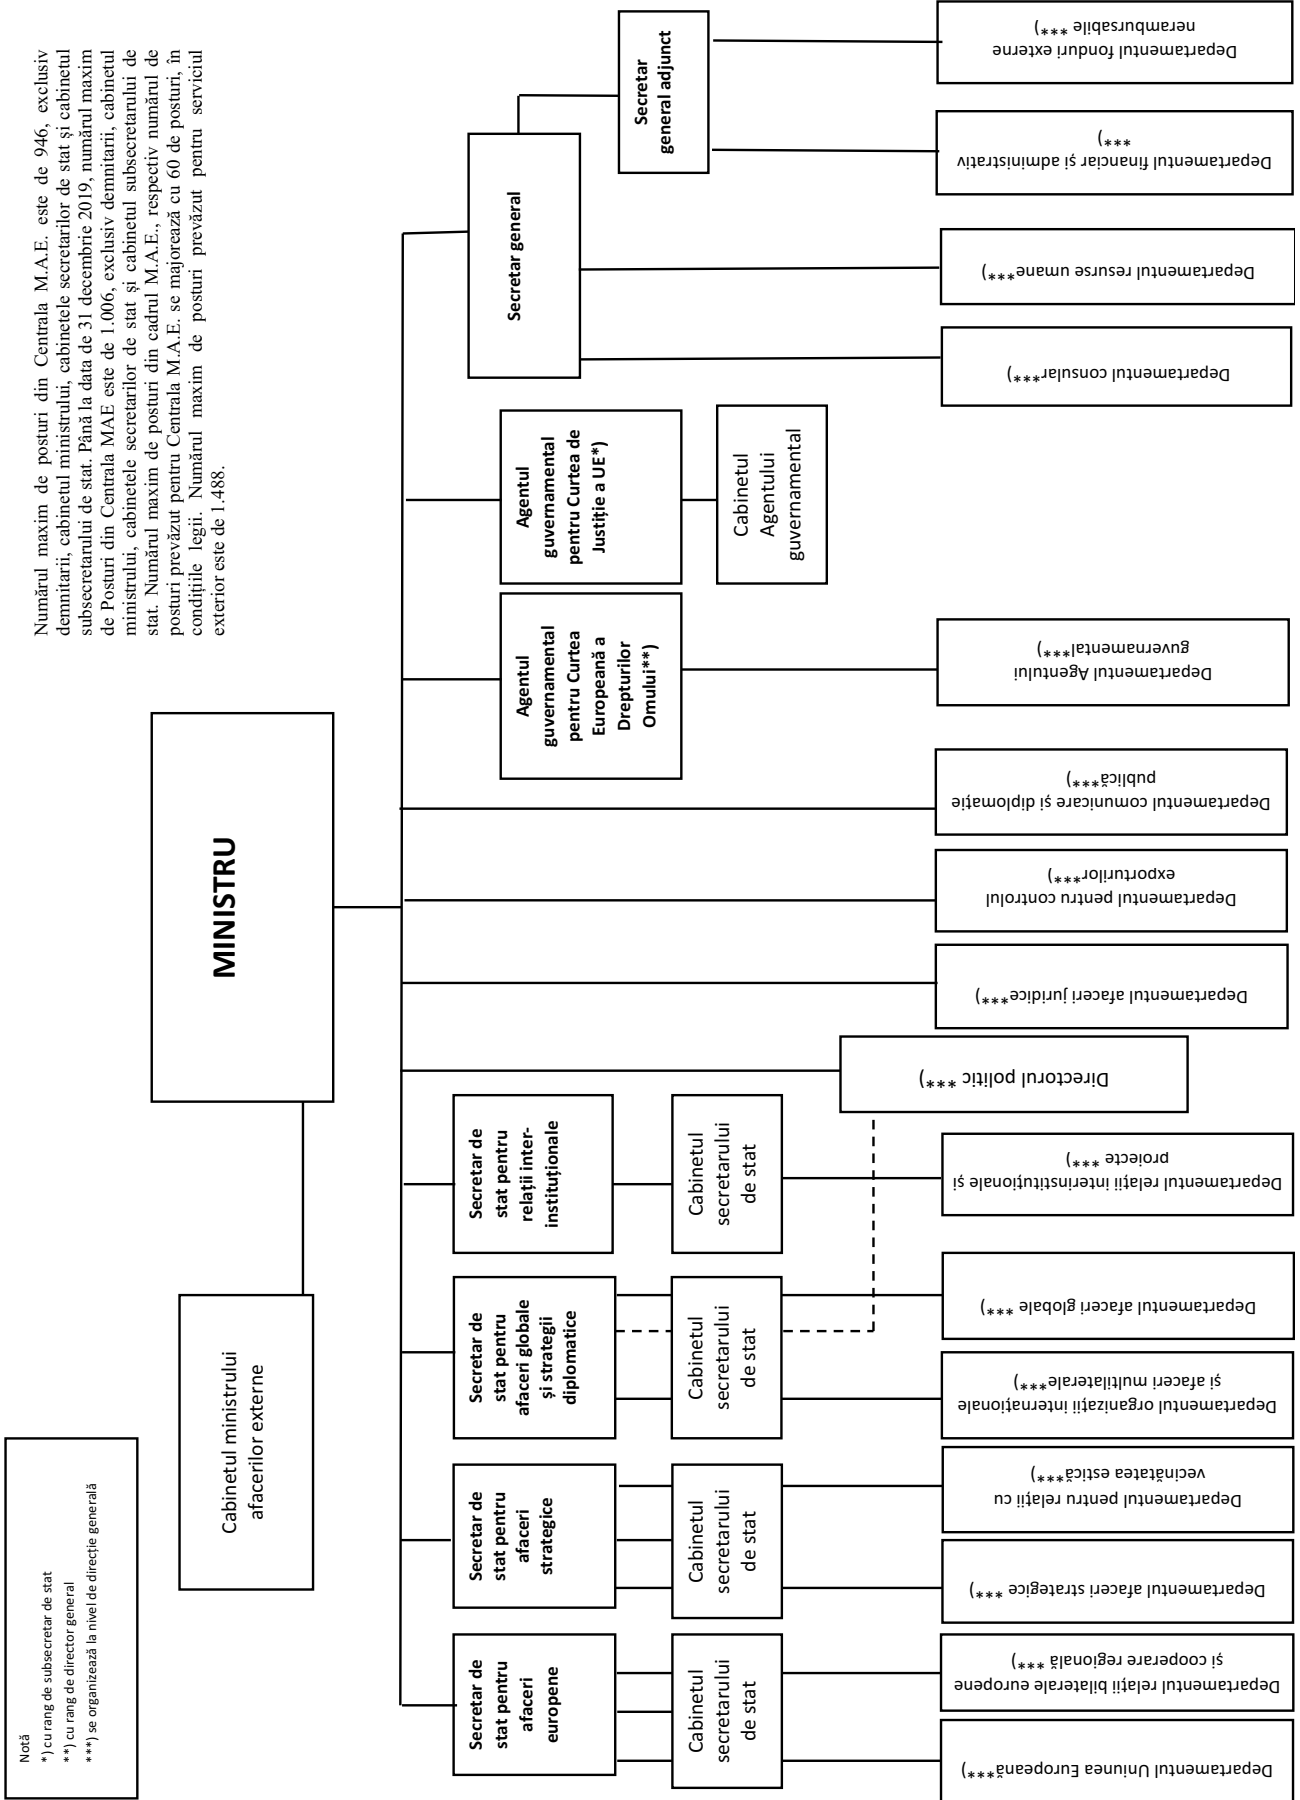 Notă
*) cu rang de subsecretar de stat
**) cu rang de director general
***) se organizează la nivel de direcție generală
Numărul maxim de posturi din Centrala M.A.E. este de 946, exclusiv
demnitarii, cabinetul ministrului, cabinetele secretarilor de stat și cabinetul
subsecretarului de stat. Până la data de 31 decembrie 2019, numărul maxim
de Posturi din Centrala MAE este de 1.006, exclusiv demnitarii, cabinetul
ministrului, cabinetele secretarilor de stat și cabinetul subsecretarului de
stat. Numărul maxim de posturi din cadrul M.A.E., respectiv numărul de
posturi prevăzut pentru Centrala M.A.E. se majorează cu 60 de posturi, în
condițiile legii. Numărul maxim de posturi prevăzut pentru serviciul
exterior este de 1.488.
MINISTRU
Cabinetul ministrului
afacerilor externe
Secretar de
stat pentru
afaceri
europene
Secretar de
stat pentru
afaceri
strategice
Secretar de
stat pentru
afaceri globale
și strategii
diplomatice
Secretar de
stat pentru
relații inter-
instituționale
Agentul
guvernamental
pentru Curtea
Europeană a
Drepturilor
Omului**)
Agentul
guvernamental
pentru Curtea de
Justiție a UE*)
Secretar general
Secretar
general adjunct
Cabinetul
secretarului
de stat
Cabinetul
secretarului
de stat
Cabinetul
secretarului
de stat
Cabinetul
secretarului
de stat
Cabinetul
Agentului
guvernamental
Directorul politic ***)
Departamentul Uniunea Europeană***)
Departamentul relații bilaterale europene
și cooperare regională ***)
Departamentul afaceri strategice ***)
Departamentul pentru relații cu
vecinătatea estică***)
Departamentul organizații internaționale
și afaceri multilaterale***)
Departamentul afaceri globale ***)
Departamentul relații interinstituționale și
proiecte ***)
Departamentul afaceri juridice***)
Departamentul pentru controlul
exporturilor***)
Departamentul comunicare și diplomație
publică***)
Departamentul Agentului
guvernamental***)
Departamentul consular***)
Departamentul resurse umane***)
Departamentul financiar și administrativ
***)
Departamentul fonduri externe
nerambursabile ***)